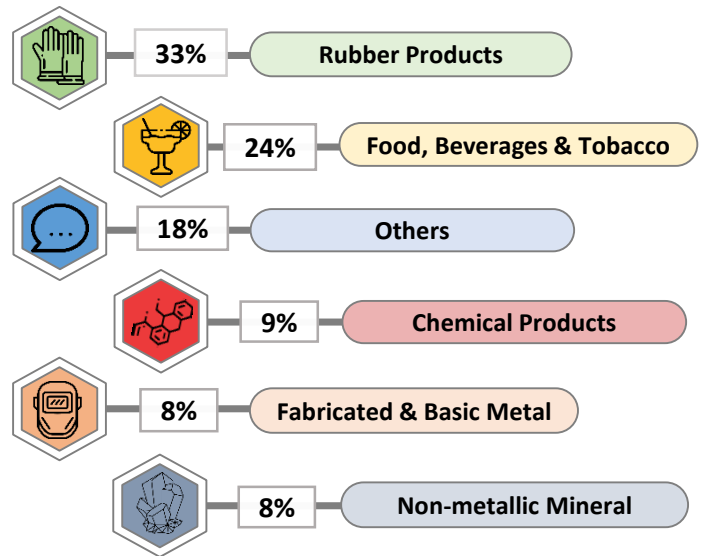 33% Rubber Products
24% Food, Beverages & Tobacco
18% Others
9% Chemical Products
8% Fabricated & Basic Metal
8% Non-metallic Mineral